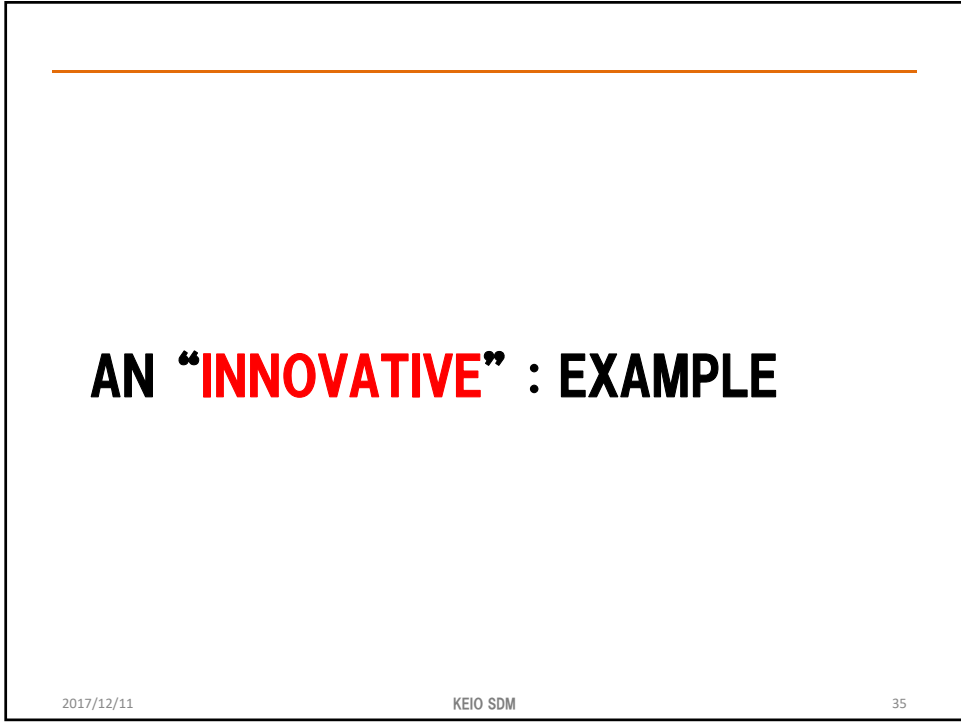 AN “INNOVATIVE” : EXAMPLE
2017/12/11 KEIO SDM 35